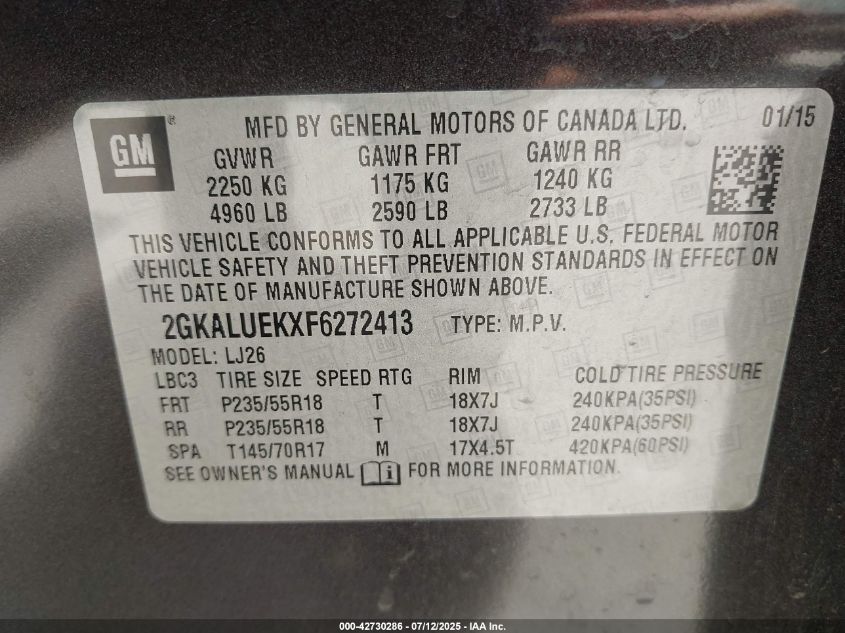 GM ® MFD BY GENERAL MOTORS OF CANADA LTD. 01/15
GVWR GAWR FRT GAWR RR
2250 KG 1175 KG 1240 KG
4960 LB 2590 LB 2733 LB
THIS VEHICLE CONFORMS TO ALL APPLICABLE U.S. FEDERAL MOTOR
VEHICLE SAFETY AND THEFT PREVENTION STANDARDS IN EFFECT ON
THE DATE OF MANUFACTURE SHOWN ABOVE.
2GKALUEKXF6272413 TYPE: M.P.V.
MODEL: LJ26
LBC3 TIRE SIZE SPEED RTG RIM COLD TIRE PRESSURE
FRT P235/55R18 T 18X7J 240KPA(35PSI)
RR P235/55R18 T 18X7J 240KPA(35PSI)
SPA T145/70R17 M 17X4.5T 420KPA(60PSI)
SEE OWNER'S MANUAL i FOR MORE INFORMATION.
000-42730286 - 07/12/2025 - IAA Inc.